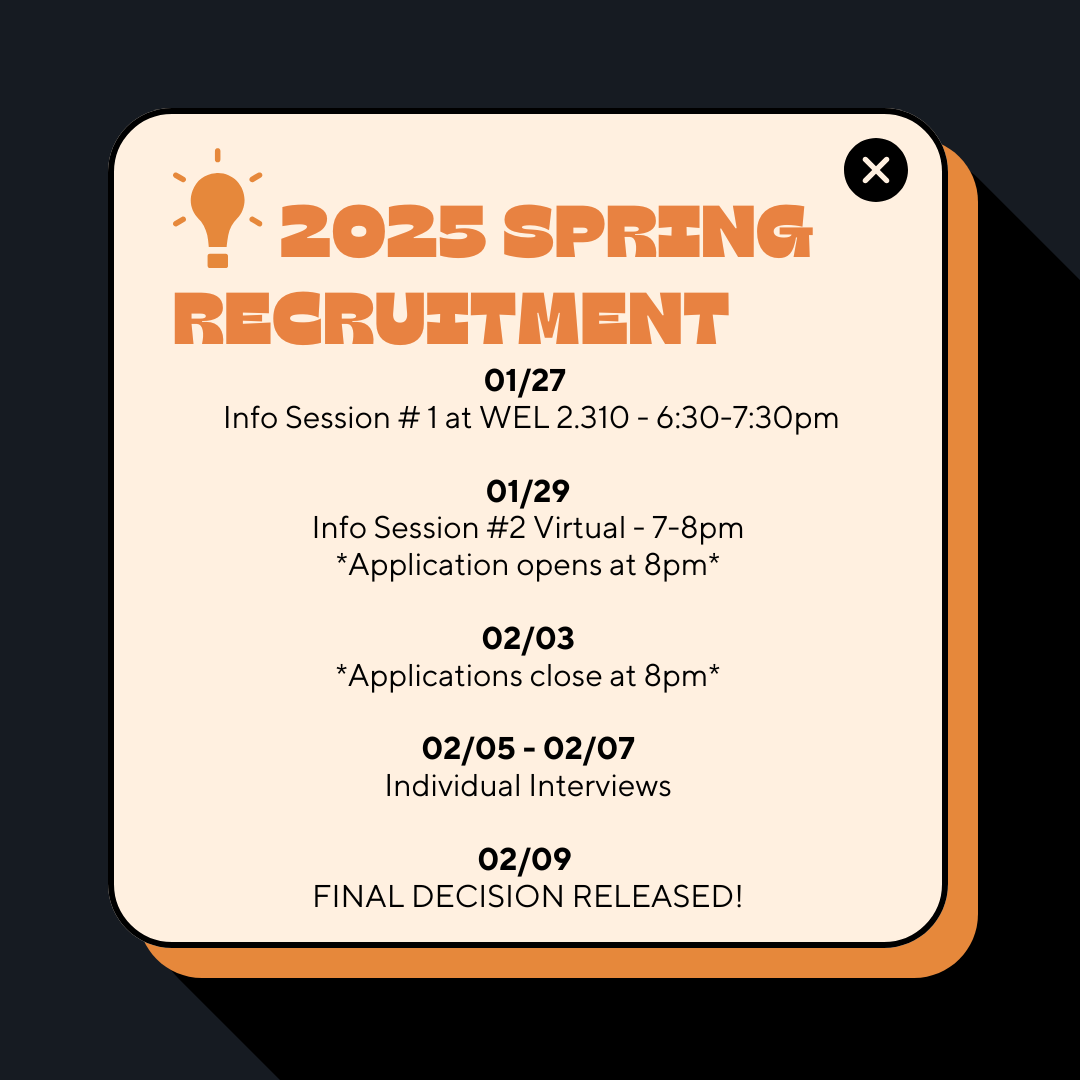 2025 SPRING
RECRUITMENT
01/27
Info Session # 1 at WEL 2.310 - 6:30-7:30pm
01/29
Info Session #2 Virtual - 7-8pm
*Application opens at 8pm*
02/03
*Applications close at 8pm*
02/05 - 02/07
Individual Interviews
02/09
FINAL DECISION RELEASED!